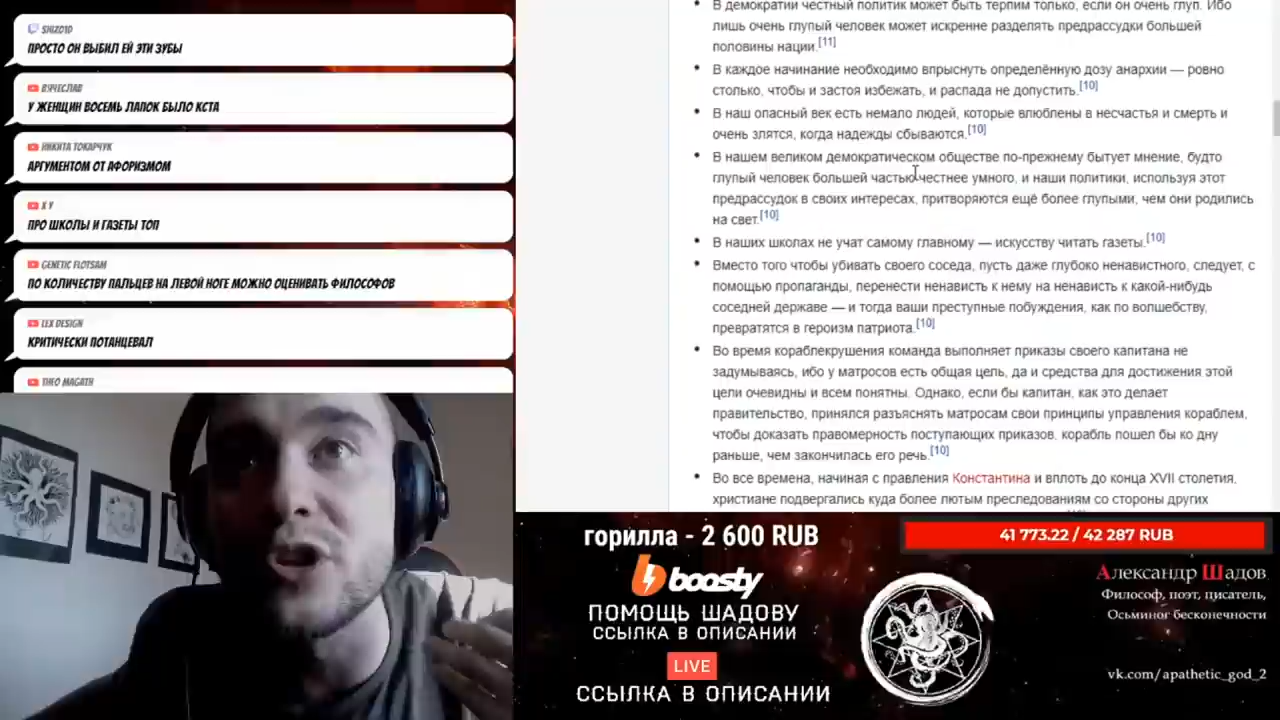 SHIZO1D
ПРОСТО ОН ВЫБИЛ ЕЙ ЭТИ ЗУБЫ
ВЯЧЕСЛАВ
У ЖЕНЩИН ВОСЕМЬ ЛАПОК БЫЛО КСТА
НИКИТА ТОКАРЧУК
АРГУМЕНТОМ ОТ АФОРИЗМОМ
X Y
ПРО ШКОЛЫ И ГАЗЕТЫ ТОП
GENETIC FLOTSAM
ПО КОЛИЧЕСТВУ ПАЛЬЦЕВ НА ЛЕВОЙ НОГЕ МОЖНО ОЦЕНИВАТЬ ФИЛОСОФОВ
LEX DESIGN
КРИТИЧЕСКИ ПОТАНЦЕВАЛ
THEO MAGATH
В демократии честный политик может быть терпим только, если он очень глуп. Ибо
лишь очень глупый человек может искренне разделять предрассудки большей
половины нации.[11]
В каждое начинание необходимо впрыснуть определённую дозу анархии — ровно
столько, чтобы и застоя избежать, и распада не допустить.[10]
В наш опасный век есть немало людей, которые влюблены в несчастья и смерть и
очень злятся, когда надежды сбываются.[10]
В нашем великом демократическом обществе по-прежнему бытует мнение, будто
глупый человек большей частью честнее умного, и наши политики, используя этот
предрассудок в своих интересах, притворяются ещё более глупыми, чем они родились
на свет.[10]
В наших школах не учат самому главному — искусству читать газеты.[10]
Вместо того чтобы убивать своего соседа, пусть даже глубоко ненавистного, следует, с
помощью пропаганды, перенести ненависть к нему на ненависть к какой-нибудь
соседней державе — и тогда ваши преступные побуждения, как по волшебству,
превратятся в героизм патриота.[10]
Во время кораблекрушения команда выполняет приказы своего капитана не
задумываясь, ибо у матросов есть общая цель, да и средства для достижения этой
цели очевидны и всем понятны. Однако, если бы капитан, как это делает
правительство, принялся разъяснять матросам свои принципы управления кораблем,
чтобы доказать правомерность поступающих приказов, корабль пошел бы ко дну
раньше, чем закончилась его речь.[10]
Во все времена, начиная с правления Константина и вплоть до конца XVII столетия,
христиане подвергались куда более лютым преследованиям со стороны других
горилла - 2 600 RUB
boosty
ПОМОЩЬ ШАДОВУ
ССЫЛКА В ОПИСАНИИ
LIVE
ССЫЛКА В ОПИСАНИИ
41 773.22 / 42 287 RUB
Александр Шадов
Философ, поэт, писатель,
Осьминог бесконечности
vk.com/apathetic_god_2